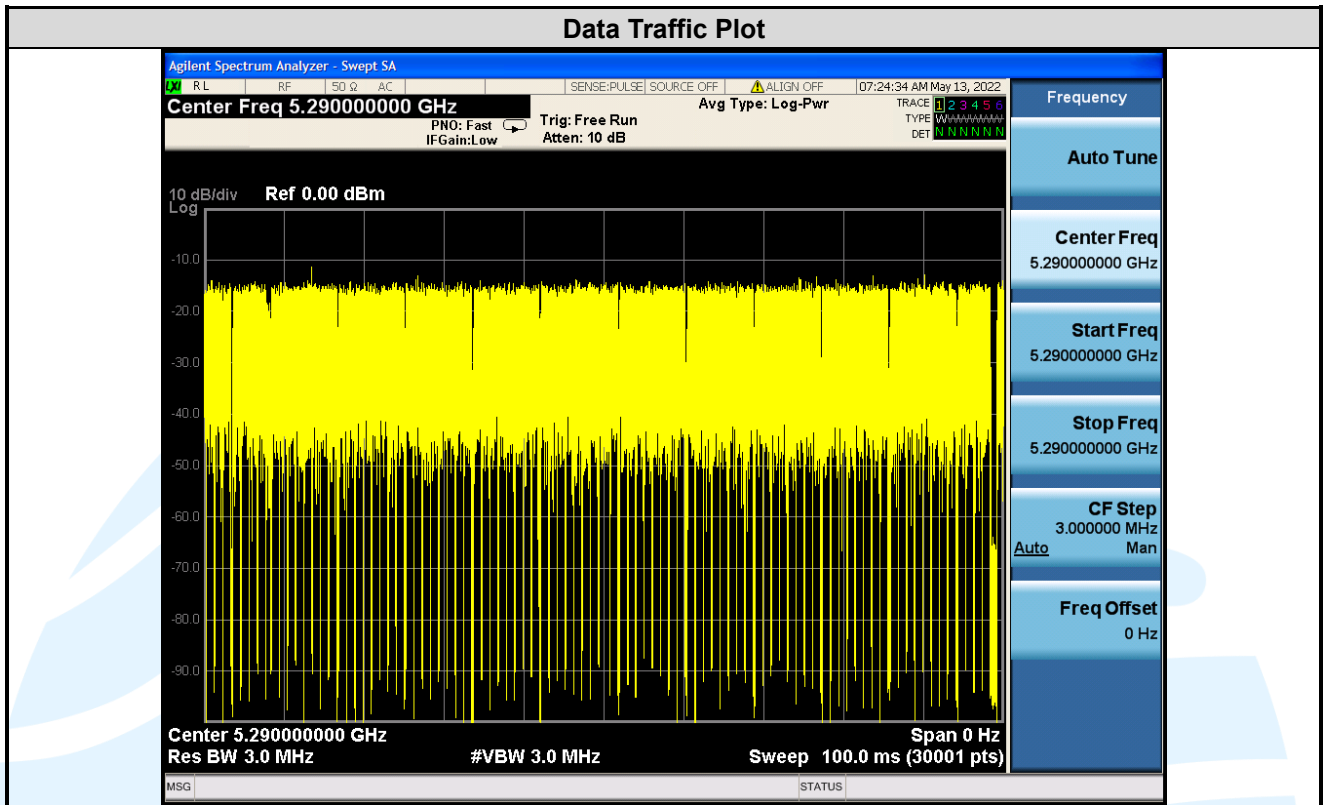 Data Traffic Plot
Agilent Spectrum Analyzer - Swept SA
LXI RL RF 50 Ω AC SENSE:PULSE SOURCE OFF ALIGN OFF 07:24:34 AM May 13, 2022
Center Freq 5.290000000 GHz
PNO: Fast
IFGain:Low
Trig: Free Run
Atten: 10 dB
Avg Type: Log-Pwr
TRACE 1 2 3 4 5 6
TYPE W
DET N N N N N N
10 dB/div Ref 0.00 dBm
Log
-10.0
-20.0
-30.0
-40.0
-50.0
-60.0
-70.0
-80.0
-90.0
Center 5.290000000 GHz Span 0 Hz
Res BW 3.0 MHz #VBW 3.0 MHz Sweep 100.0 ms (30001 pts)
MSG STATUS
Frequency
Auto Tune
Center Freq
5.290000000 GHz
Start Freq
5.290000000 GHz
Stop Freq
5.290000000 GHz
CF Step
3.000000 MHz
Auto Man
Freq Offset
0 Hz